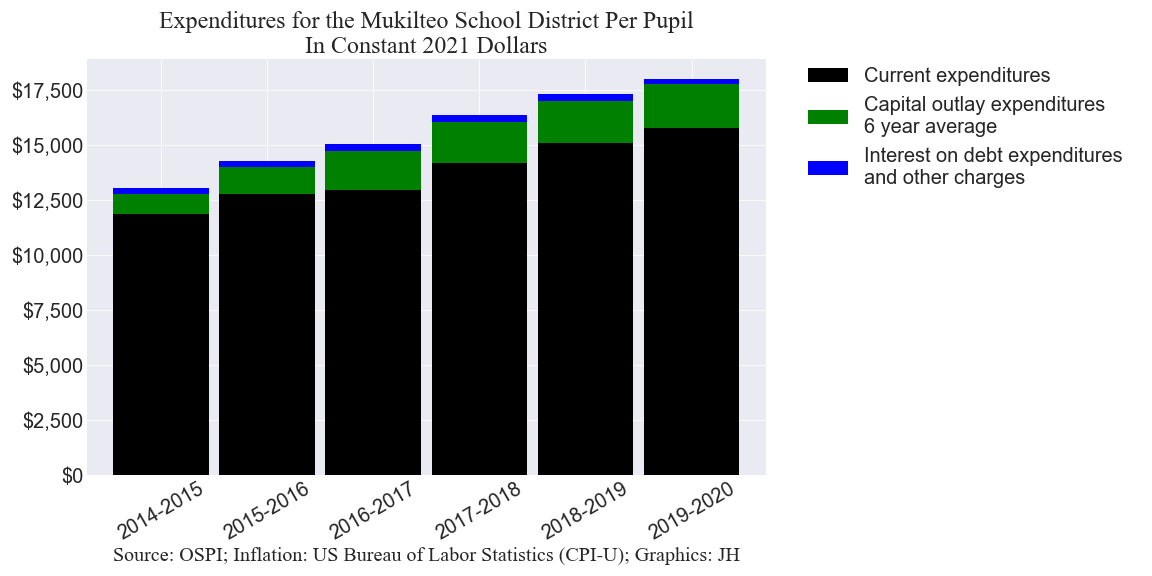 Expenditures for the Mukilteo School District Per Pupil
In Constant 2021 Dollars
$17,500
$15,000
$12,500
$10,000
$7,500
$5,000
$2,500
$0
2014-2015
2015-2016
2016-2017
2017-2018
2018-2019
2019-2020
Current expenditures
Capital outlay expenditures
6 year average
Interest on debt expenditures
and other charges
Source: OSPI; Inflation: US Bureau of Labor Statistics (CPI-U); Graphics: JH